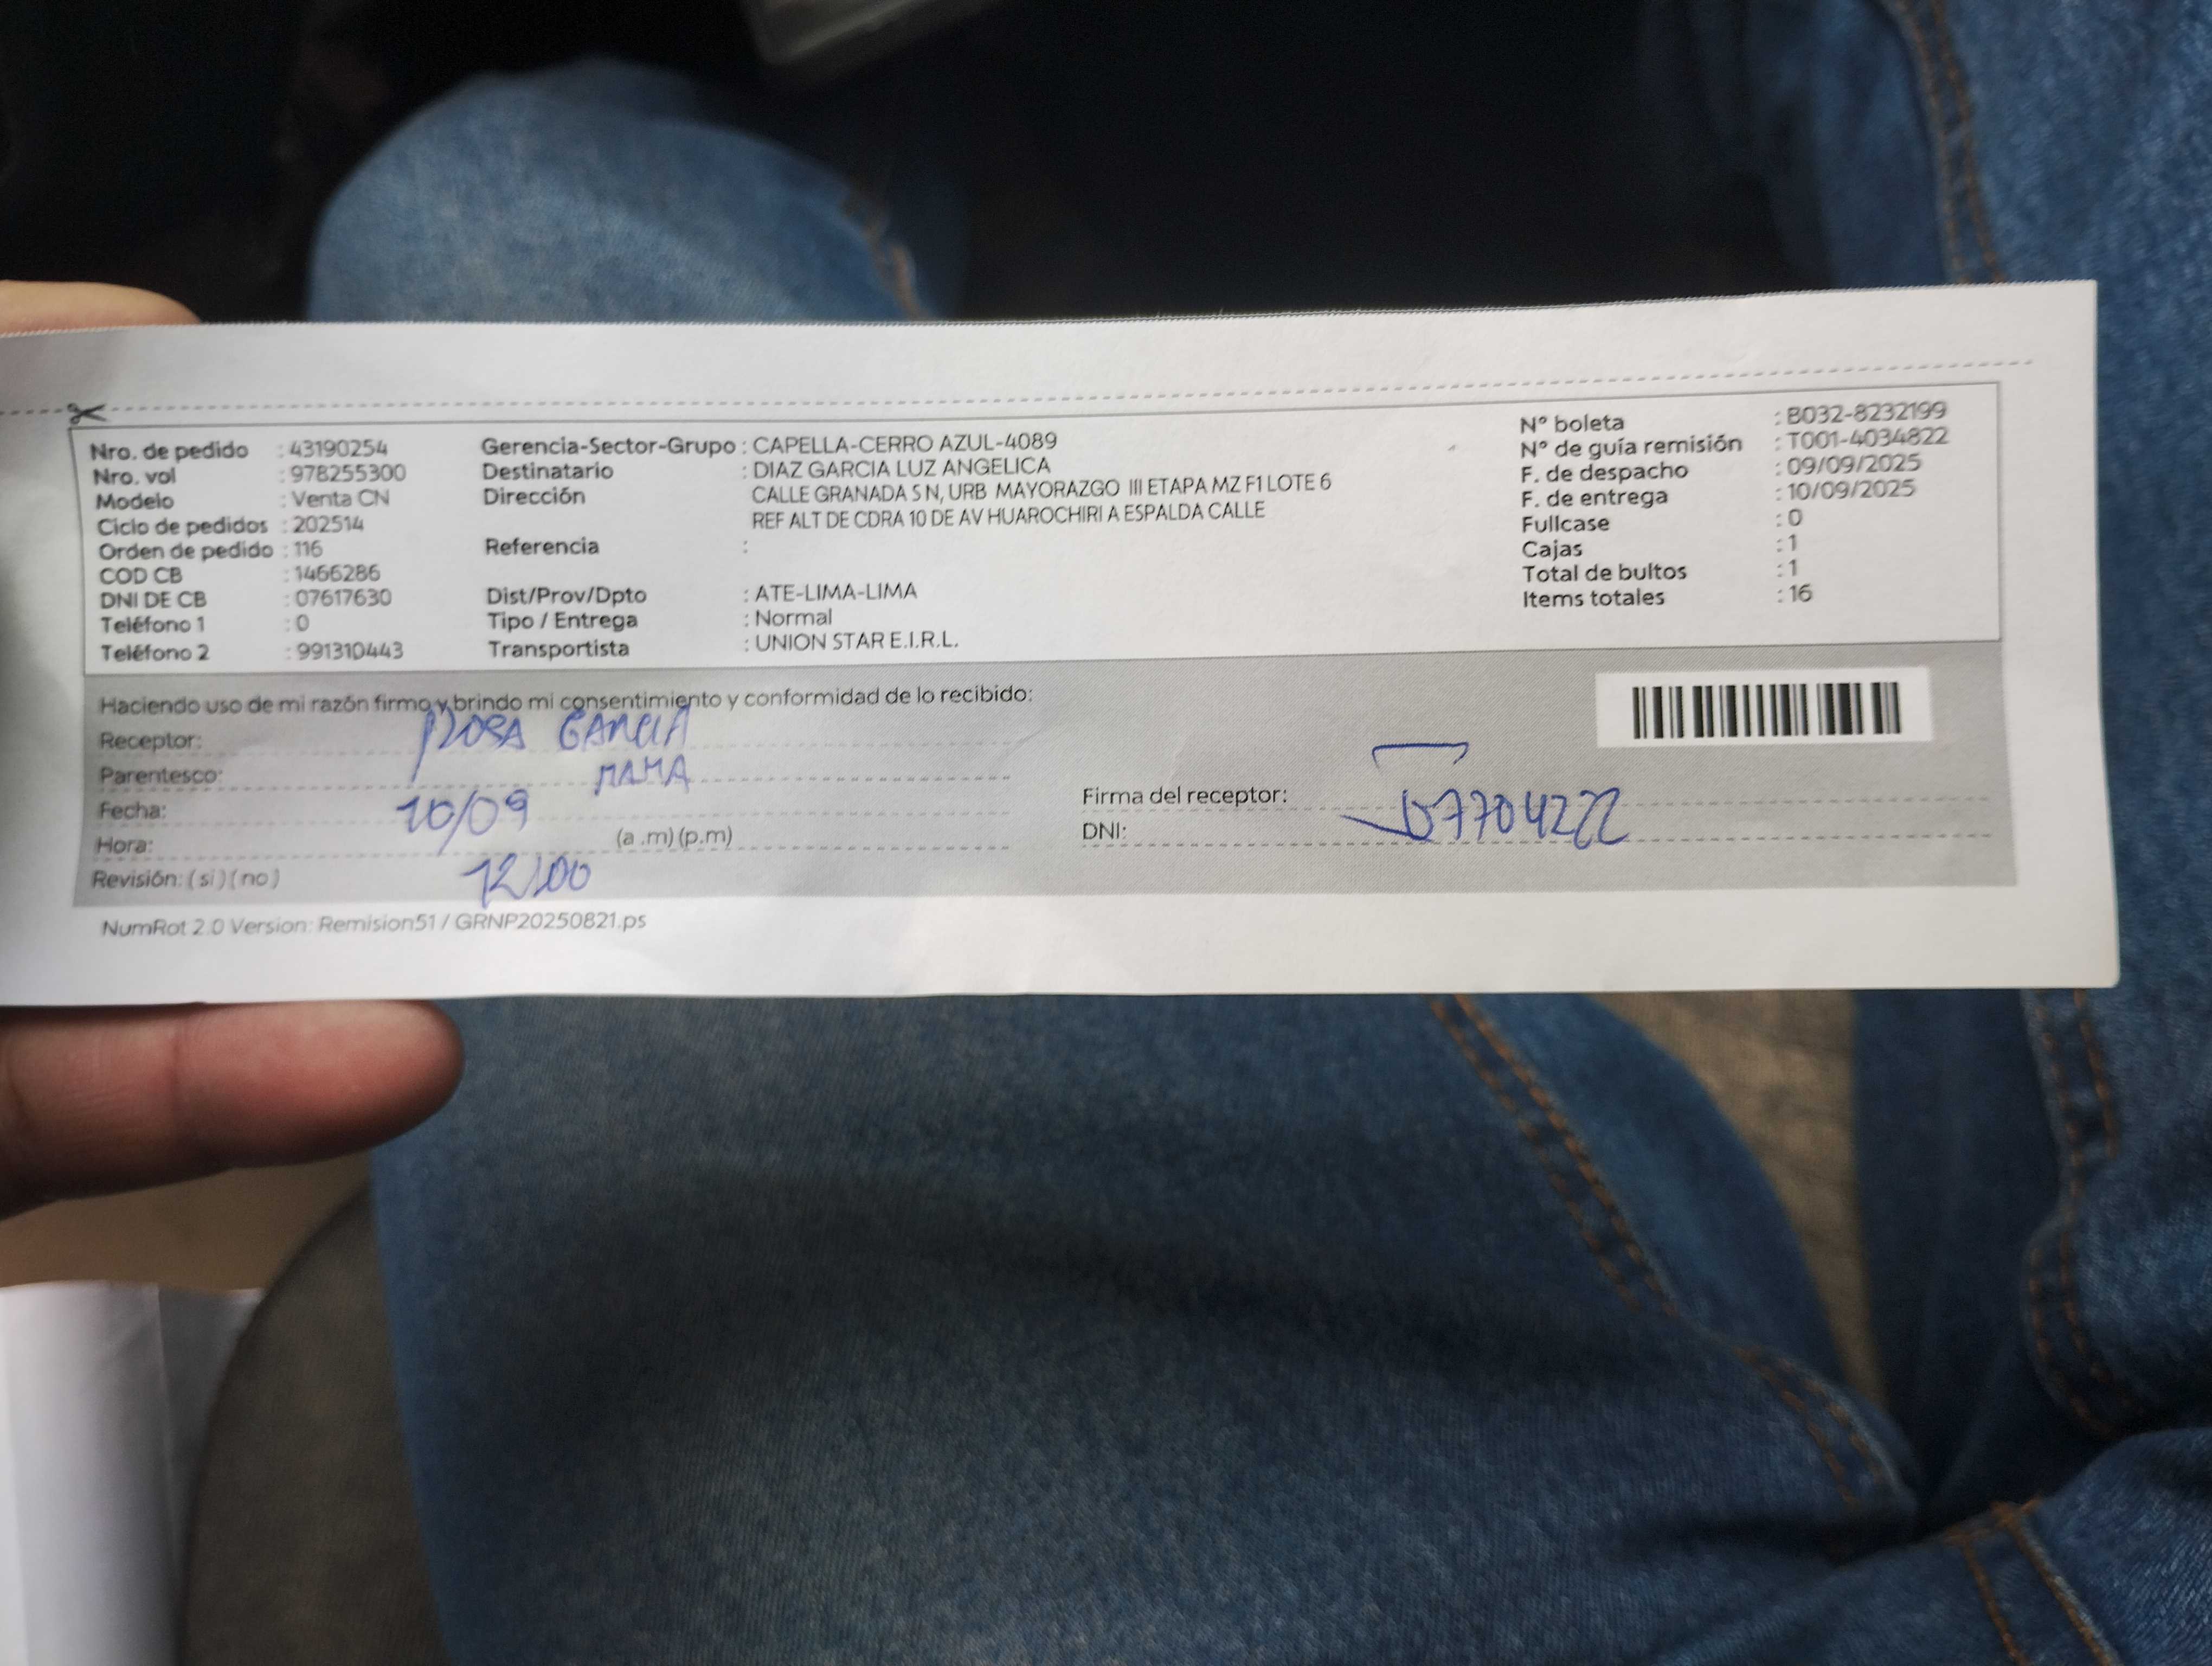 Nro. de pedido : 43190254
Nro. vol : 978255300
Modelo : Venta CN
Ciclo de pedidos : 202514
Orden de pedido : 116
COD CB : 1466286
DNI DE CB : 07617630
Teléfono 1 : 0
Teléfono 2 : 991310443
Gerencia-Sector-Grupo : CAPELLA-CERRO AZUL-4089
Destinatario : DIAZ GARCIA LUZ ANGELICA
Dirección CALLE GRANADA S N, URB MAYORAZGO III ETAPA MZ F1 LOTE 6
REF ALT DE CDRA 10 DE AV HUAROCHIRI A ESPALDA CALLE
Referencia :
Dist/Prov/Dpto : ATE-LIMA-LIMA
Tipo / Entrega : Normal
Transportista : UNION STAR E.I.R.L.
N° boleta : B032-8232199
N° de guía remisión : T001-4034822
F. de despacho : 09/09/2025
F. de entrega : 10/09/2025
Fullcase : 0
Cajas : 1
Total de bultos : 1
Items totales : 16
Haciendo uso de mi razón firmo y brindo mi consentimiento y conformidad de lo recibido:
Receptor: ROSA GARCIA
Parentesco: MAMA
Fecha: 10/09
Hora: (a .m) (p.m)
12/00
Revisión: ( si ) ( no )
Firma del receptor:
DNI: 07704222
NumRot 2.0 Version: Remision51 / GRNP20250821.ps